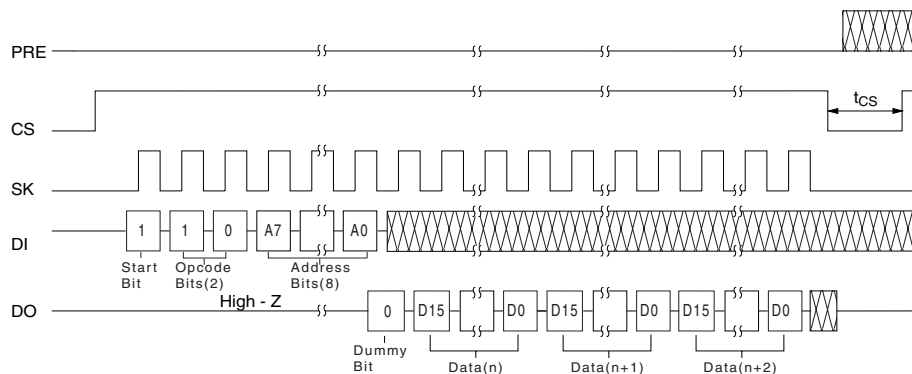 PRE
CS
tCS
SK
DI
1 1 0 A7 A0
Start Bit
Opcode Bits(2)
Address Bits(8)
High - Z
DO
0 D15 D0 D15 D0 D15 D0
Dummy Bit
Data(n)
Data(n+1)
Data(n+2)